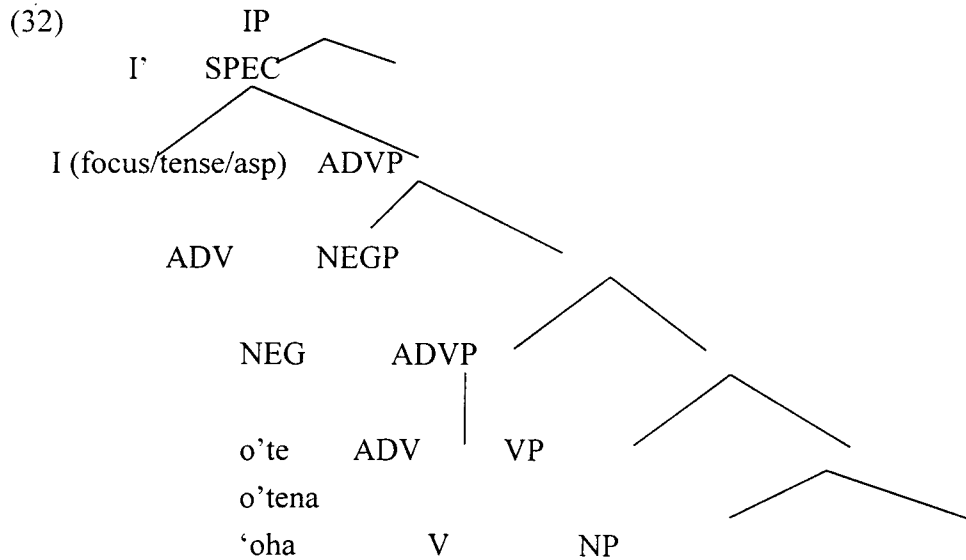 (32) IP
I’ SPEC
I (focus/tense/asp) ADVP
ADV NEGP
NEG ADVP
o’te ADV VP
o’tena
‘oha V NP